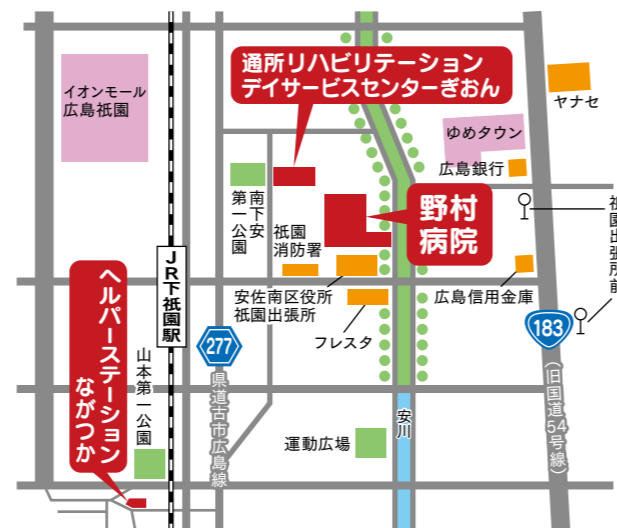 イオンモール
広島祇園
通所リハビリテーション
デイサービスセンターぎおん
ヤナセ
ゆめタウン
広島銀行
南下安
第一公園
祇園
消防署
野村
病院
祇園出張所前
JR下祇園駅
安佐南区役所
祇園出張所
フレスタ
広島信用金庫
183
(旧国道54号線)
277
県道古市広島線
ヘルパーステーション
ながつか
山本第一公園
運動広場
安川